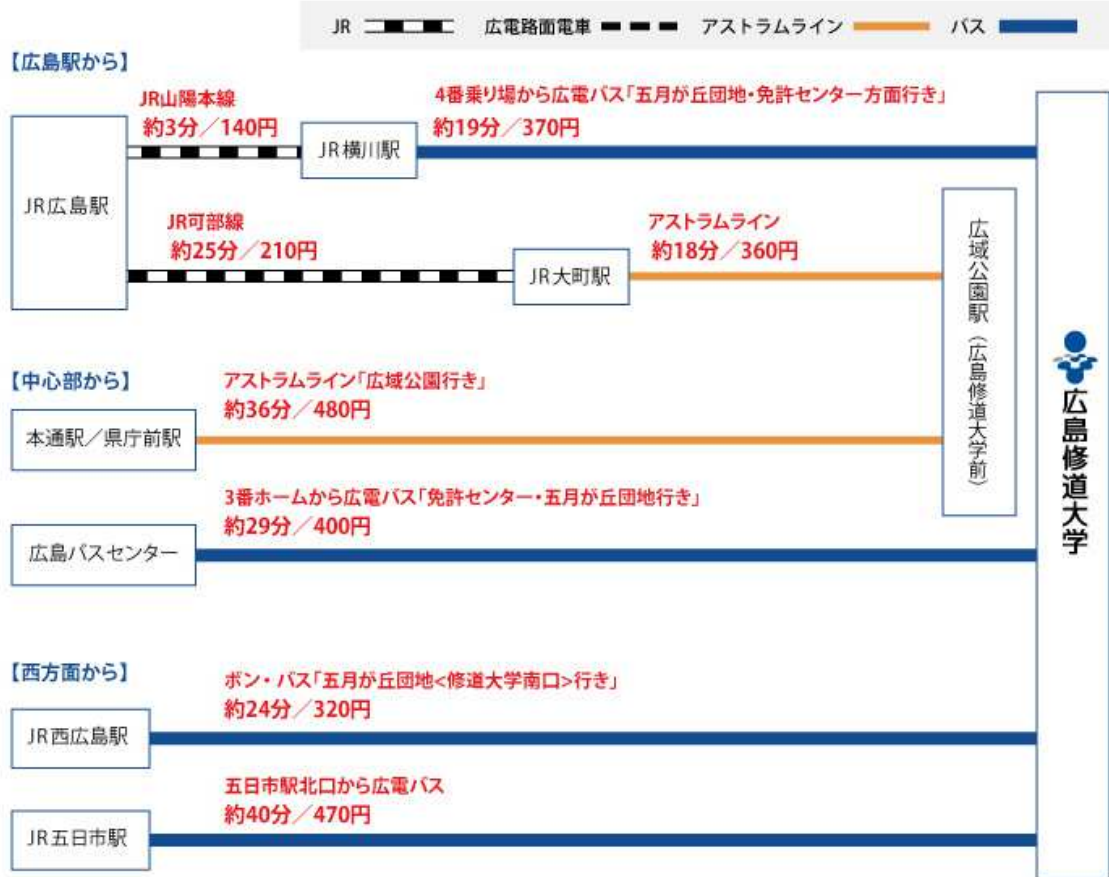 JR 広電路面電車 アストラムライン バス
【広島駅から】
JR山陽本線
約3分／140円
4番乗り場から広電バス「五月が丘団地・免許センター方面行き」
約19分／370円
JR広島駅
JR横川駅
JR可部線
約25分／210円
アストラムライン
約18分／360円
JR大町駅
広域公園駅（広島修道大学前）
広島修道大学
【中心部から】
アストラムライン「広域公園行き」
約36分／480円
本通駅／県庁前駅
3番ホームから広電バス「免許センター・五月が丘団地行き」
約29分／400円
広島バスセンター
【西方面から】
ボン・バス「五月が丘団地<修道大学南口>行き」
約24分／320円
JR西広島駅
五日市駅北口から広電バス
約40分／470円
JR五日市駅